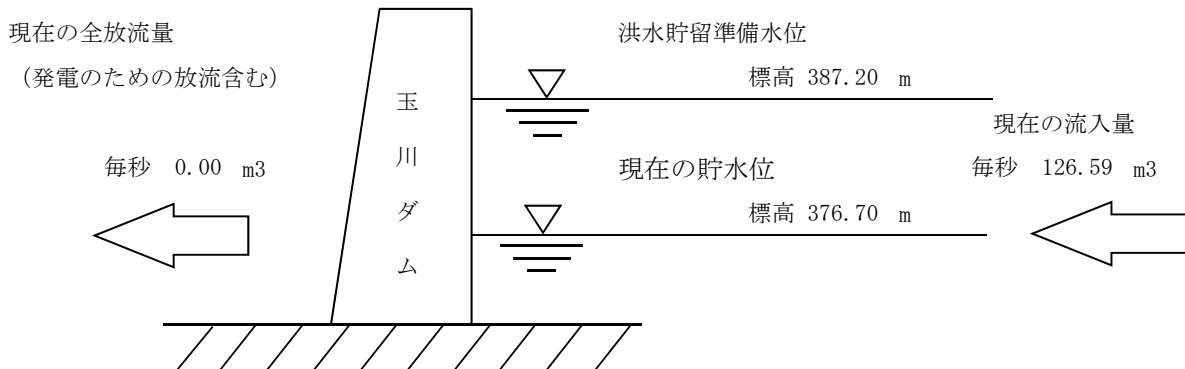 現在の全放流量
（発電のための放流含む）
毎秒 0.00 m3
玉川ダム
洪水貯留準備水位
標高 387.20 m
現在の貯水位
標高 376.70 m
現在の流入量
毎秒 126.59 m3